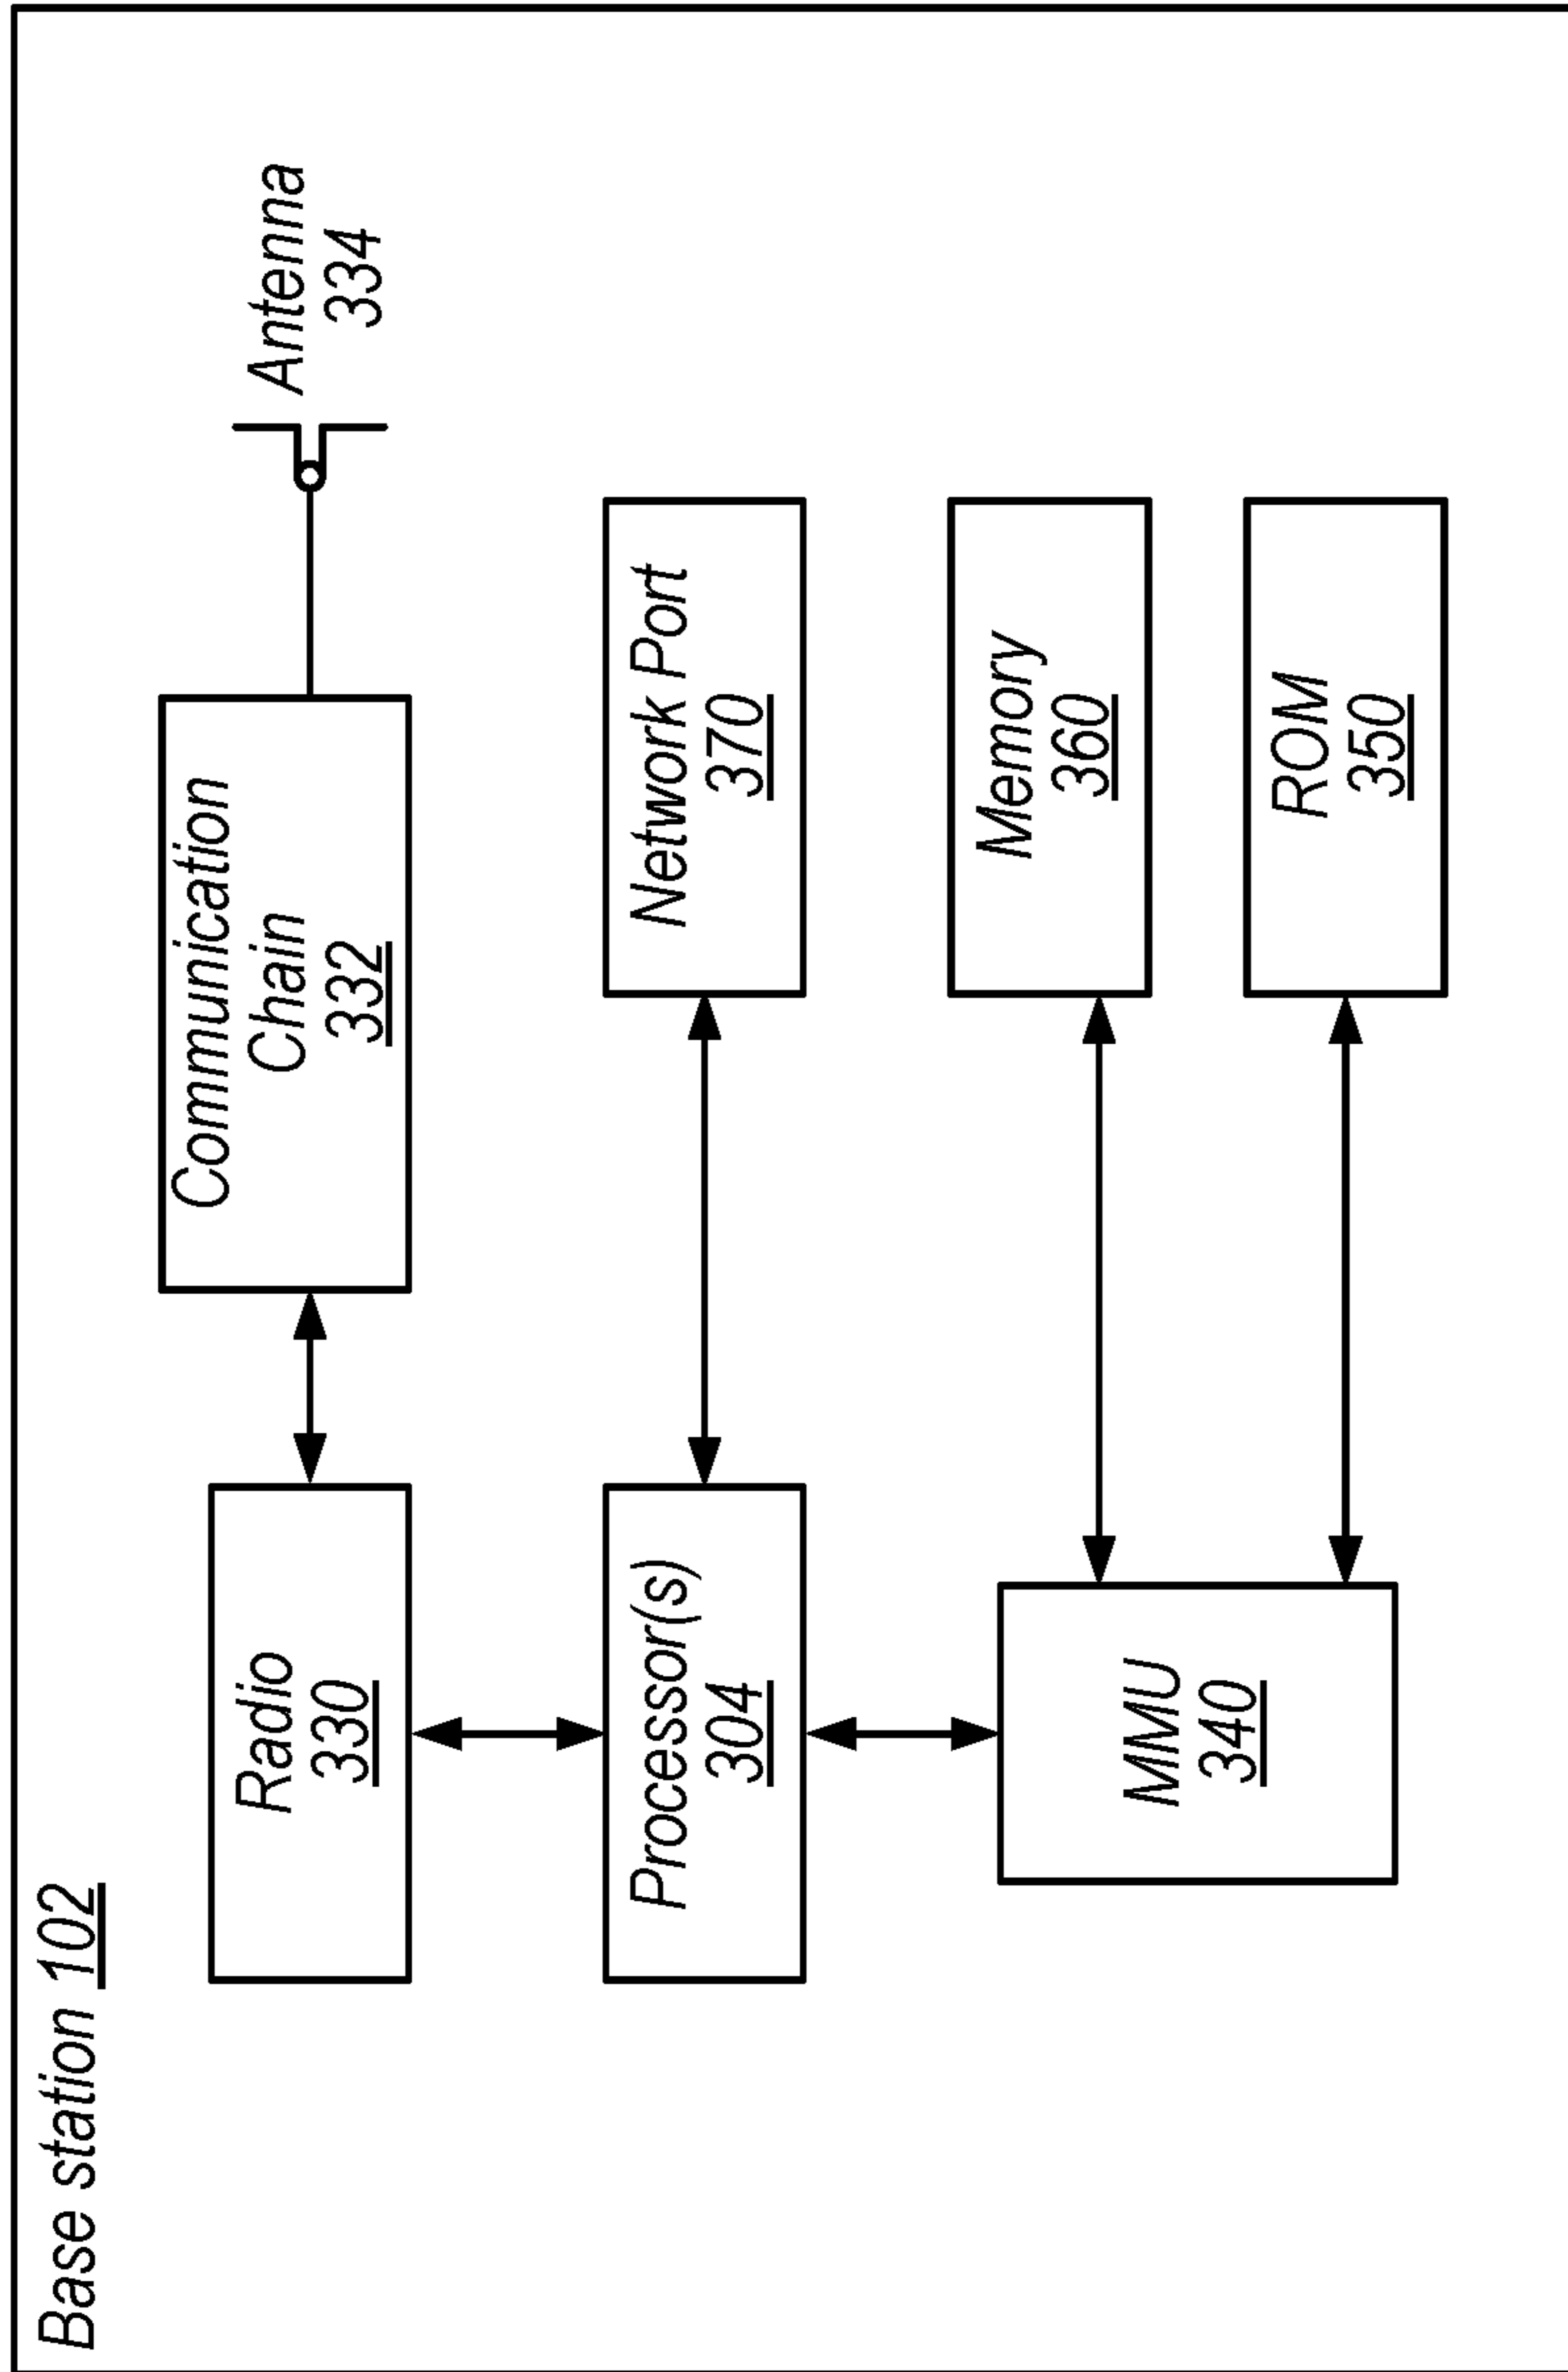 Base station 102
Radio
330
Communication
Chain
332
Antenna
334
Processor(s)
304
Network Port
370
MMU
340
Memory
360
ROM
350